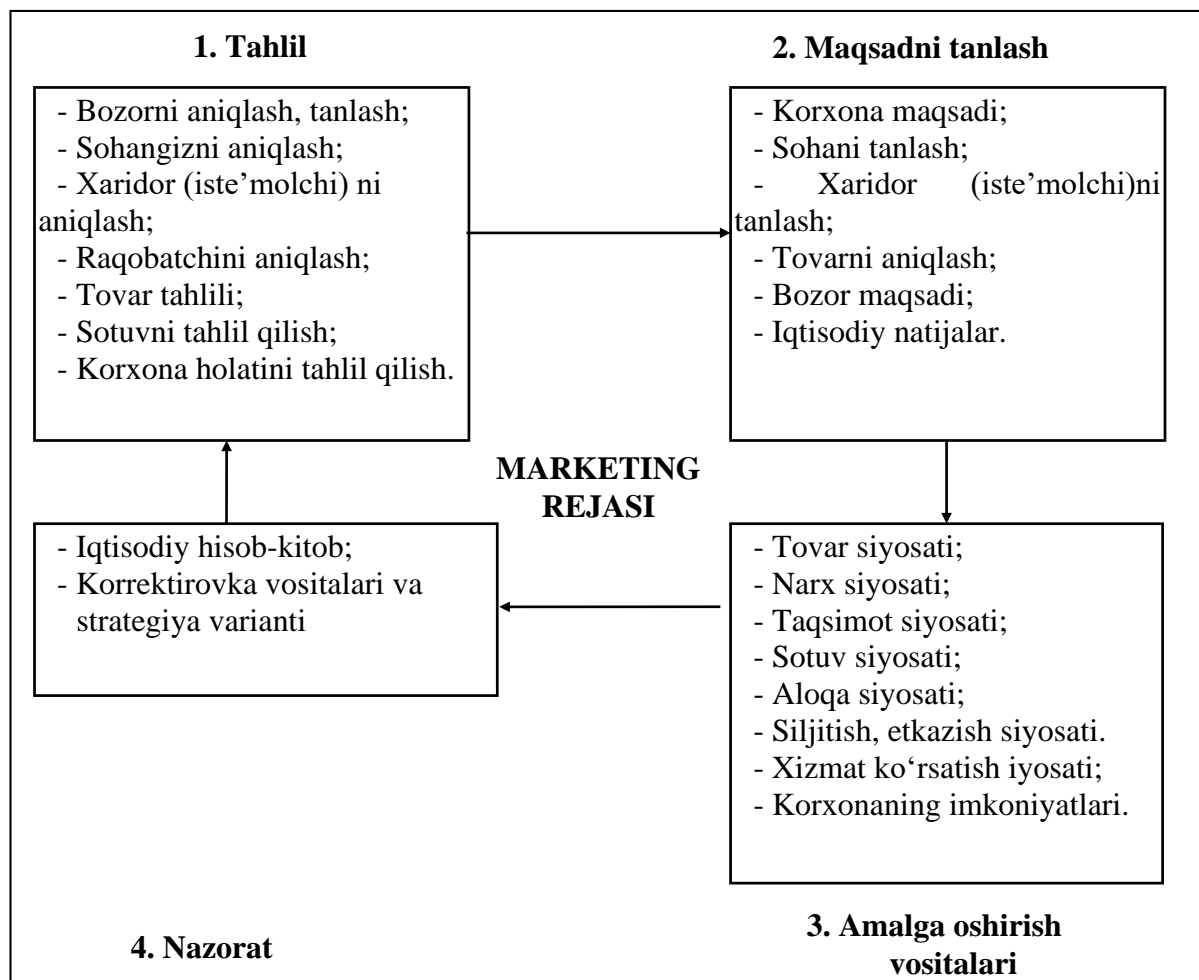 1. Tahlil
- Bozorni aniqlash, tanlash;
- Sohangizni aniqlash;
- Xaridor (iste’molchi) ni
aniqlash;
- Raqobatchini aniqlash;
- Tovar tahlili;
- Sotuvni tahlil qilish;
- Korxona holatini tahlil qilish.
2. Maqsadni tanlash
- Korxona maqsadi;
- Sohani tanlash;
- Xaridor (iste’molchi)ni
tanlash;
- Tovarni aniqlash;
- Bozor maqsadi;
- Iqtisodiy natijalar.
MARKETING
REJASI
- Iqtisodiy hisob-kitob;
- Korrektirovka vositalari va
strategiya varianti
4. Nazorat
- Tovar siyosati;
- Narx siyosati;
- Taqsimot siyosati;
- Sotuv siyosati;
- Aloqa siyosati;
- Siljitish, etkazish siyosati.
- Xizmat ko‘rsatish iyosati;
- Korxonaning imkoniyatlari.
3. Amalga oshirish
vositalari